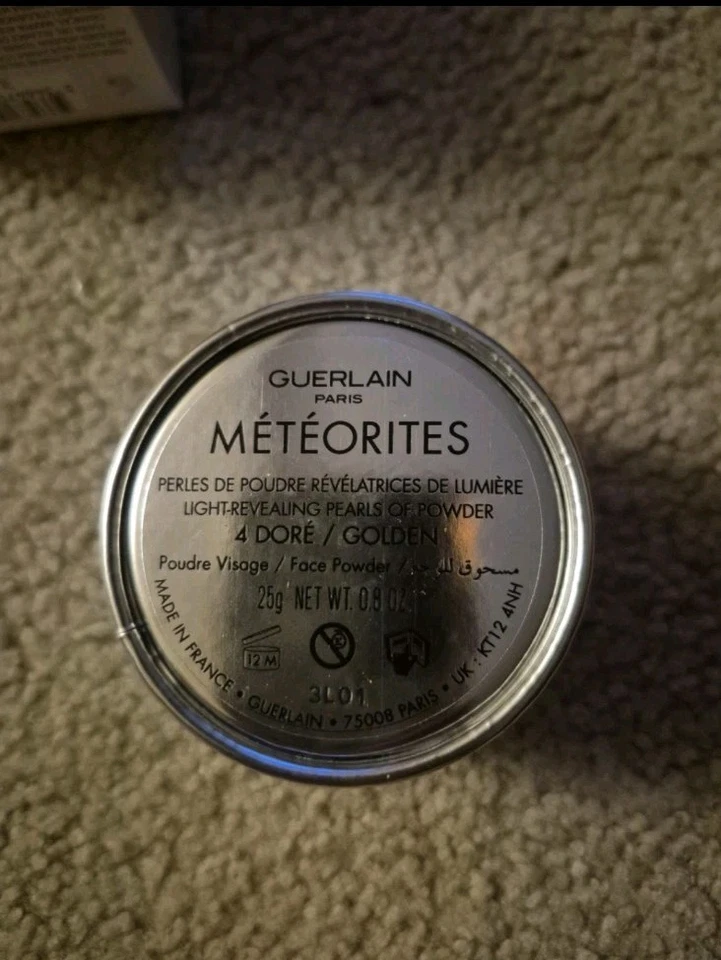 GUERLAIN
PARIS
MÉTÉORITES
PERLES DE POUDRE RÉVÉLATRICES DE LUMIÈRE
LIGHT-REVEALING PEARLS OF POWDER
4 DORÉ / GOLDEN
Poudre Visage / Face Powder / مسحوق للوجه
25g NET WT. 0.8 OZ.
12 M
3L01
MADE IN FRANCE • GUERLAIN • 75008 PARIS • UK : KT12 4NH